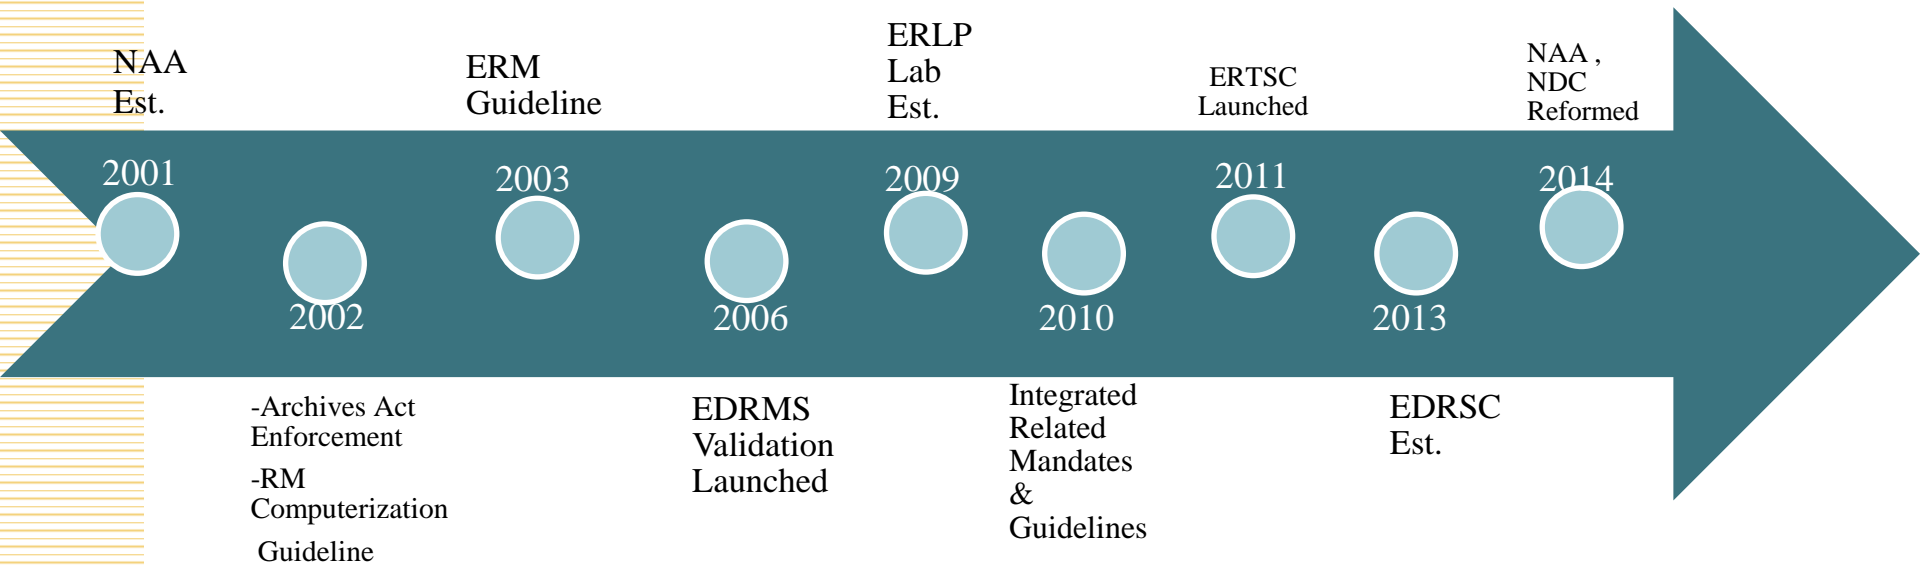 NAA
Est.
2001
2002
-Archives Act
Enforcement
-RM
Computerization
Guideline
ERM
Guideline
2003
2006
EDRMS
Validation
Launched
ERLP
Lab
Est.
2009
2010
Integrated
Related
Mandates
&
Guidelines
ERTSC
Launched
2011
2013
EDRSC
Est.
NAA ,
NDC
Reformed
2014